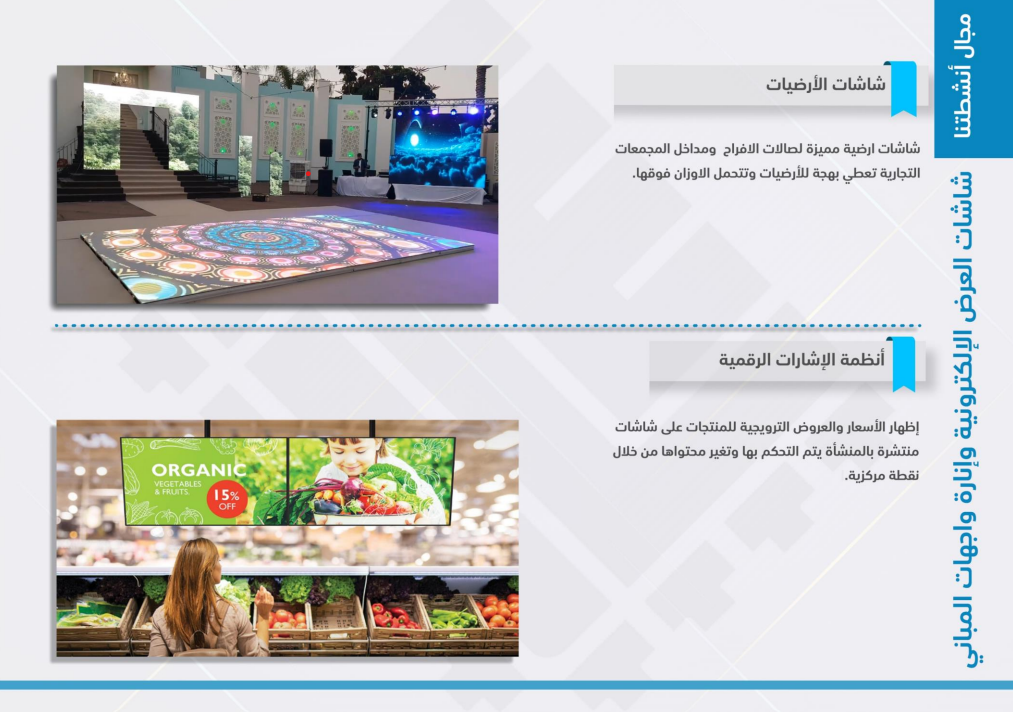 مجال أنشطتنا
شاشات العرض الإلكترونية وإنارة واجهات المباني
شاشات الأرضيات
شاشات ارضية مميزة لصالات الافراح ومداخل المجمعات
التجارية تعطي بهجة للأرضيات وتتحمل الاوزان فوقها.
أنظمة الإشارات الرقمية
إظهار الأسعار والعروض الترويجية للمنتجات على شاشات
منتشرة بالمنشأة يتم التحكم بها وتغير محتواها من خلال
نقطة مركزية.
ORGANIC
VEGETABLES
& FRUITS.
15%
OFF